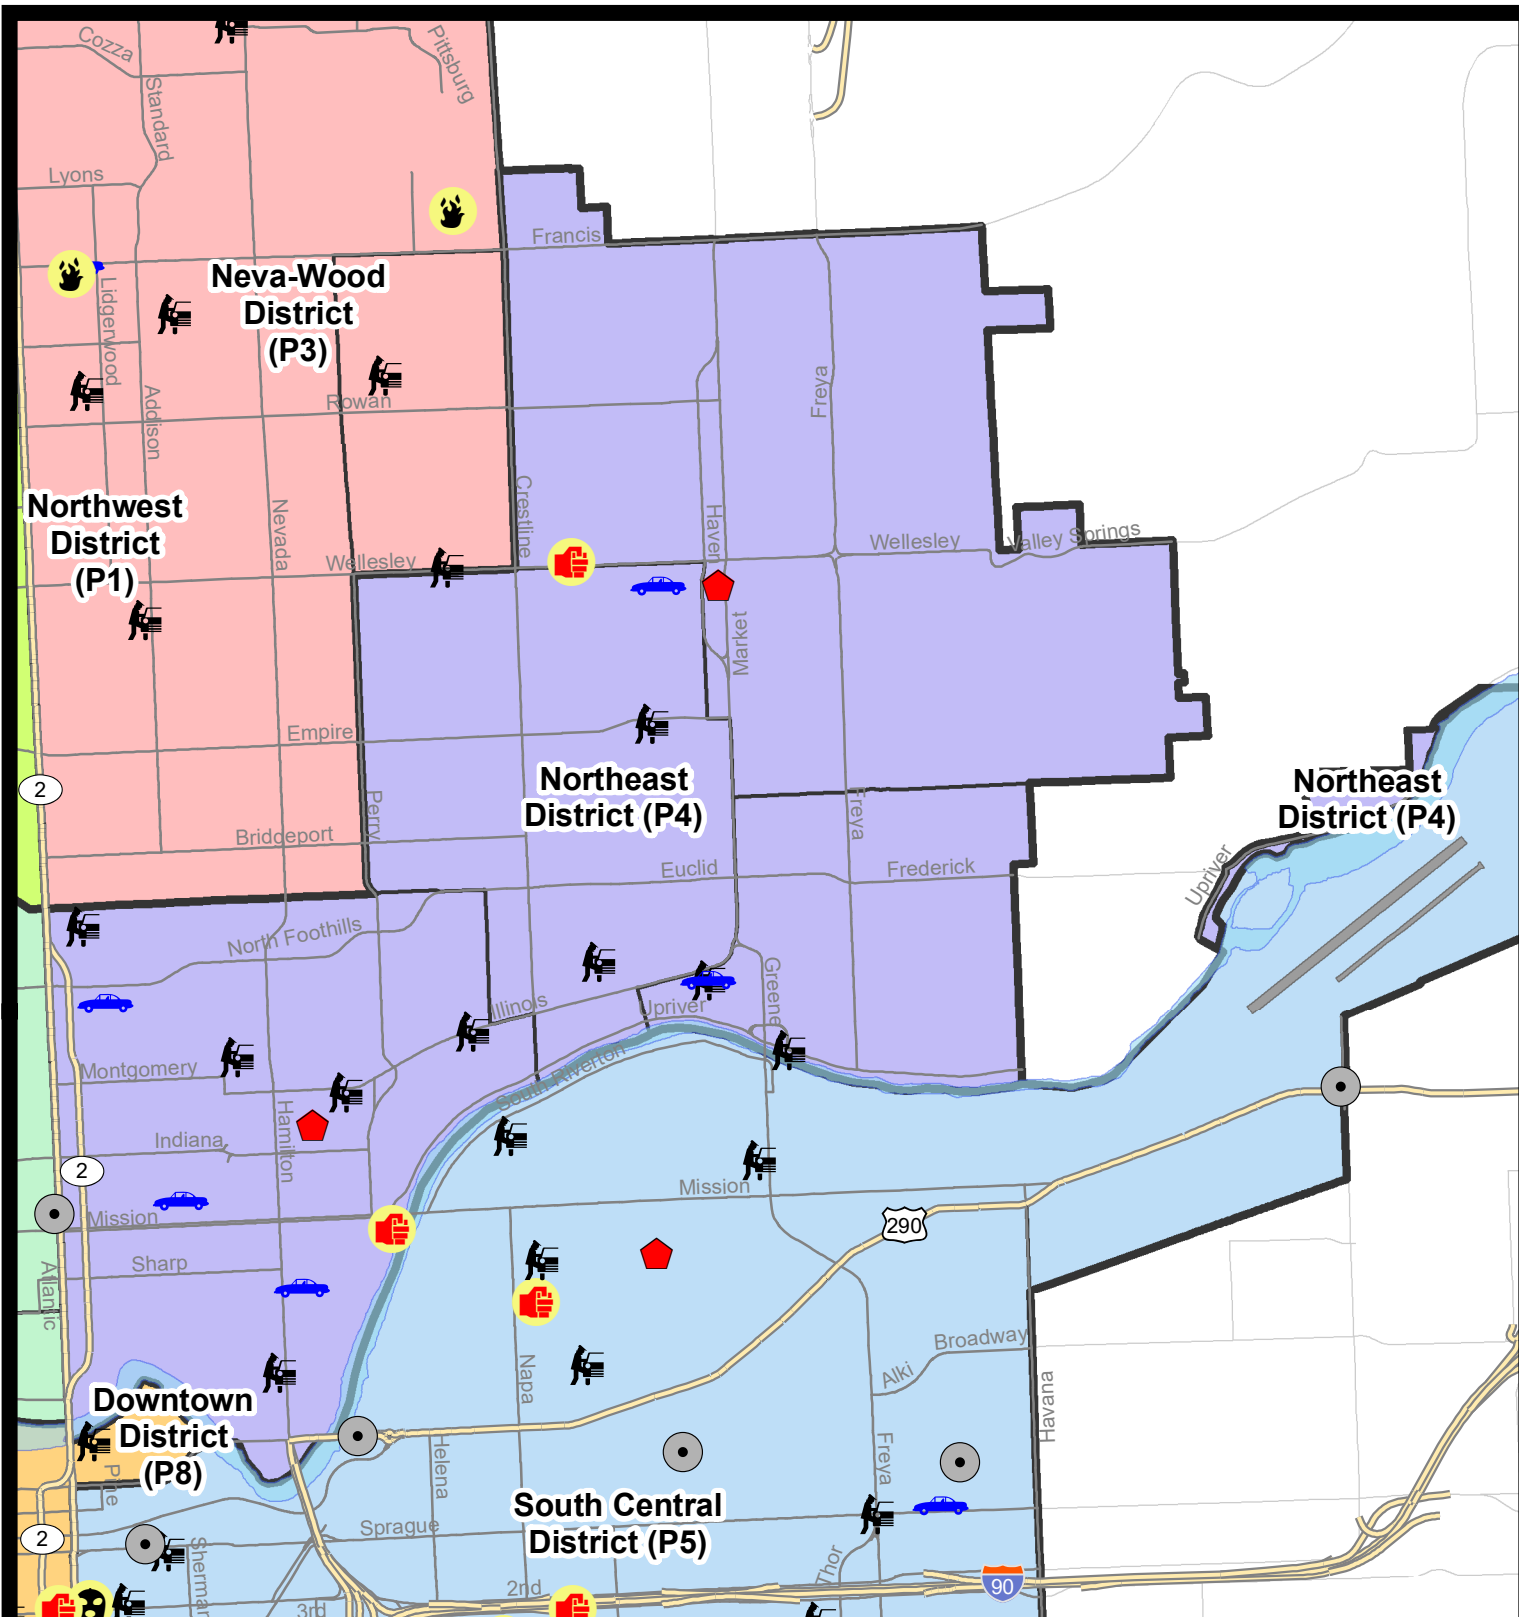 Cozza
Pittsburg
Standard
Lyons
Francis
Neva-Wood
District
(P3)
Lidgerwood
Addison
Rowan
Freya
Northwest
District
(P1)
Nevada
Crestline
Haven
Wellesley
Wellesley
Valley Springs
Market
Empire
2
Perry
Northeast
District (P4)
Northeast
District (P4)
Freya
Bridgeport
Euclid
Frederick
Upriver
North Foothills
Greene
Illinois
Upriver
Montgomery
South Riverton
Hamilton
Indiana
2
Mission
Mission
290
Sharp
Atlantic
Broadway
Alki
Napa
Havana
Downtown
District
(P8)
Pine
Helena
Freya
South Central
District (P5)
Sprague
2
Sherman
Thor
2nd
90
3rd